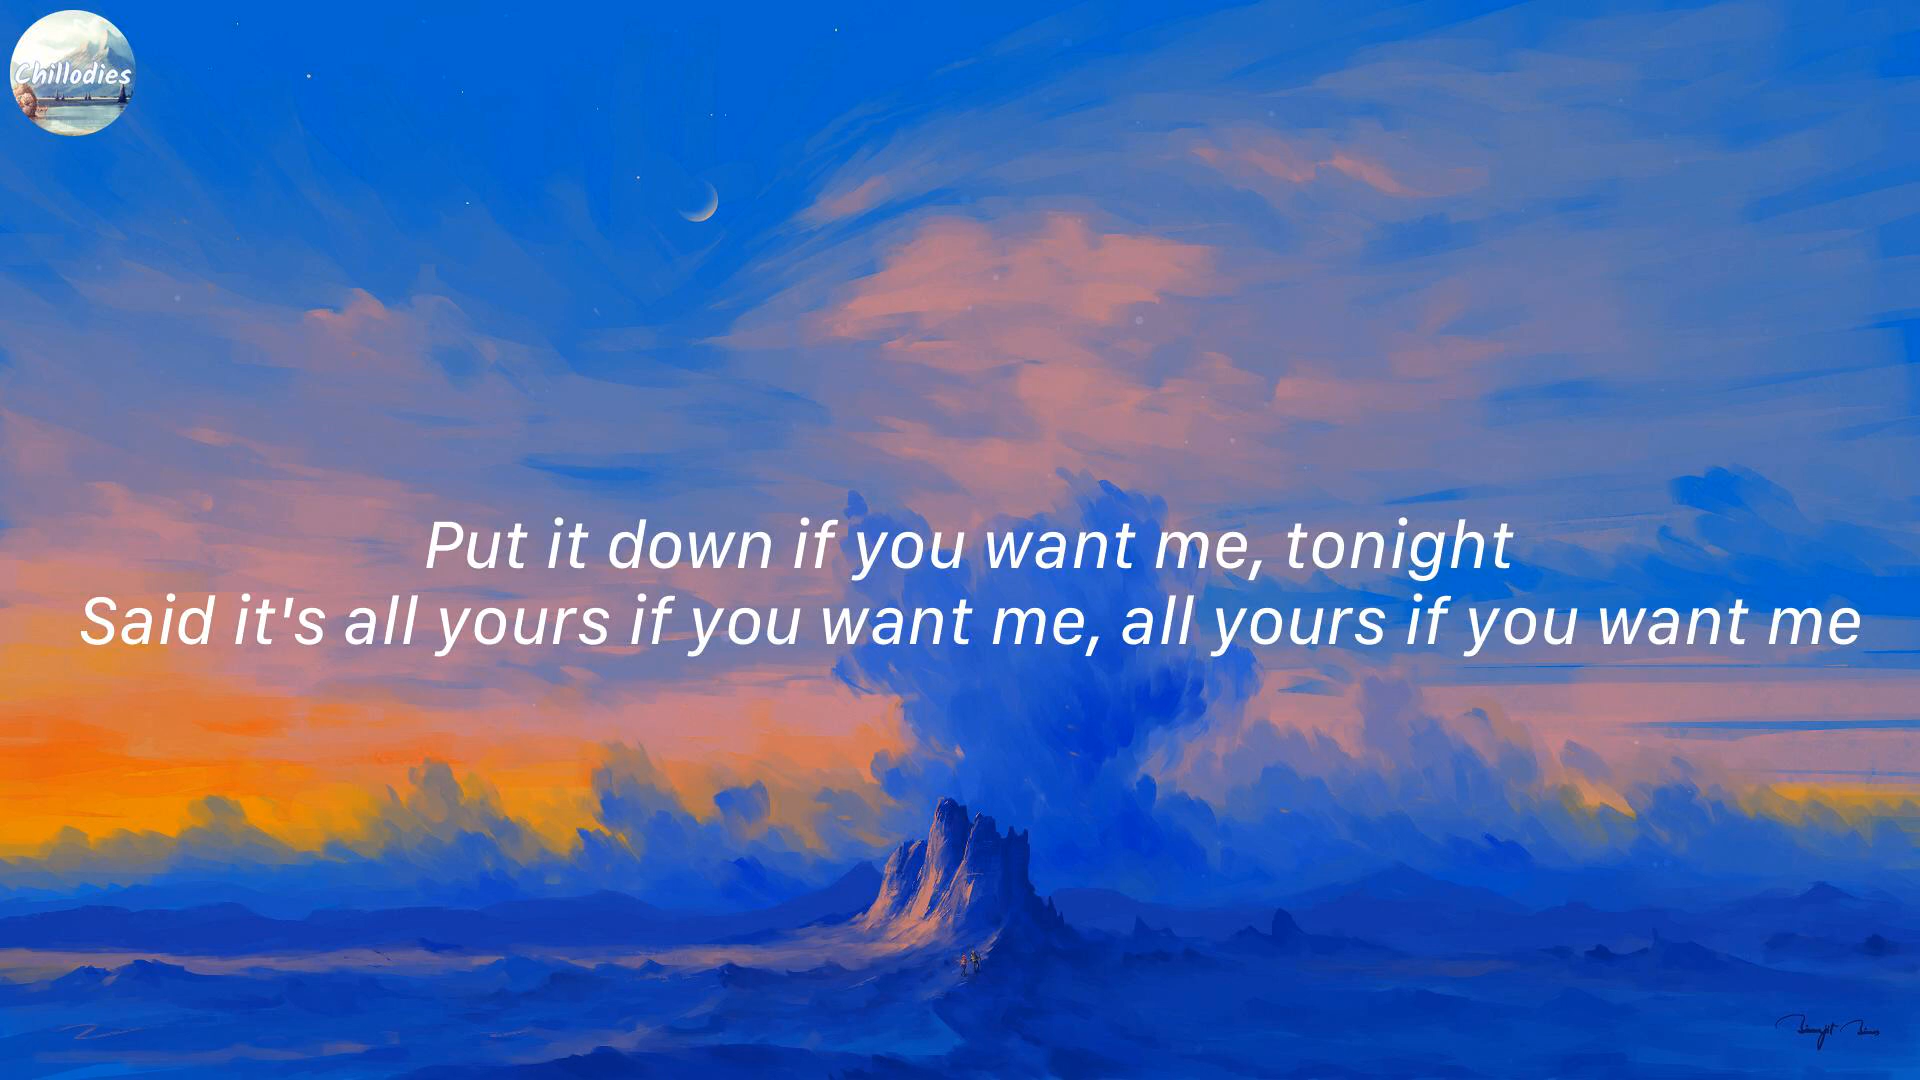 Chillodies
Put it down if you want me, tonight
Said it's all yours if you want me, all yours if you want me